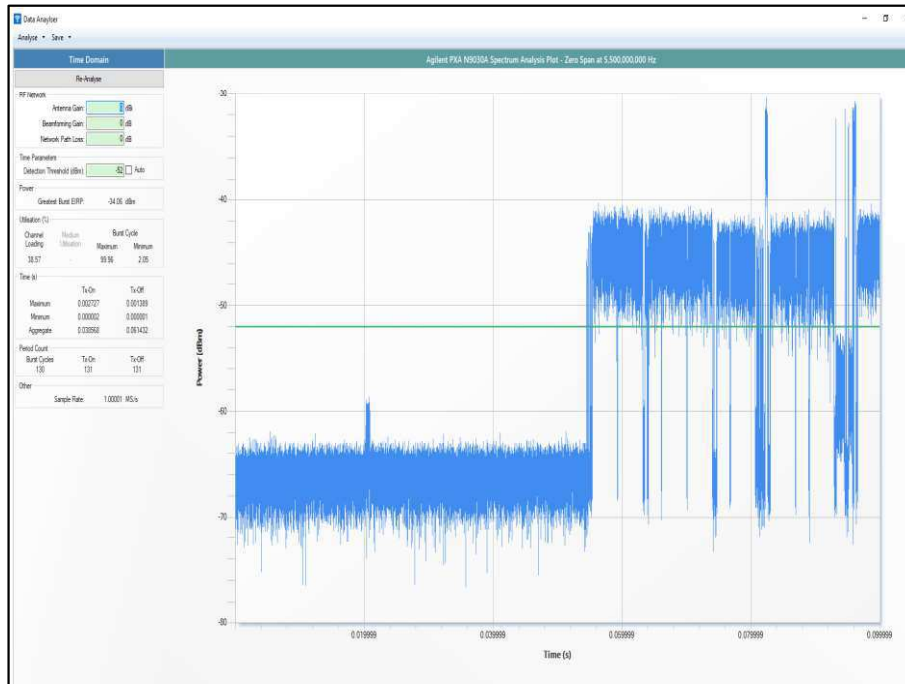 Data Anaylser
Analyse Save
Time Domain
Agilent PXA N9030A Spectrum Analysis Plot - Zero Span at 5,500,000,000 Hz
Re-Analyse
RF Network
Antenna Gain: dBi
Beamforming Gain: 0 dB
Network Path Loss: 0 dB
Time Parameters
Detection Threshold (dBm): -52 Auto
Power
Greatest Burst EIRP: -34.06 dBm
Utilisation (%)
Channel Loading Medium Utilisation Burst Cycle
Maximum Minimum
38.57 - 99.96 2.05
Time (s)
Tx-On Tx-Off
Maximum 0.002727 0.001389
Minimum 0.000002 0.000001
Aggregate 0.038568 0.061432
Period Count
Burst Cycles Tx-On Tx-Off
130 131 131
Other
Sample Rate: 1.00001 MS/s
Power (dBm)
-30
-40
-50
-60
-70
-80
0.019999 0.039999 0.059999 0.079999 0.099999
Time (s)